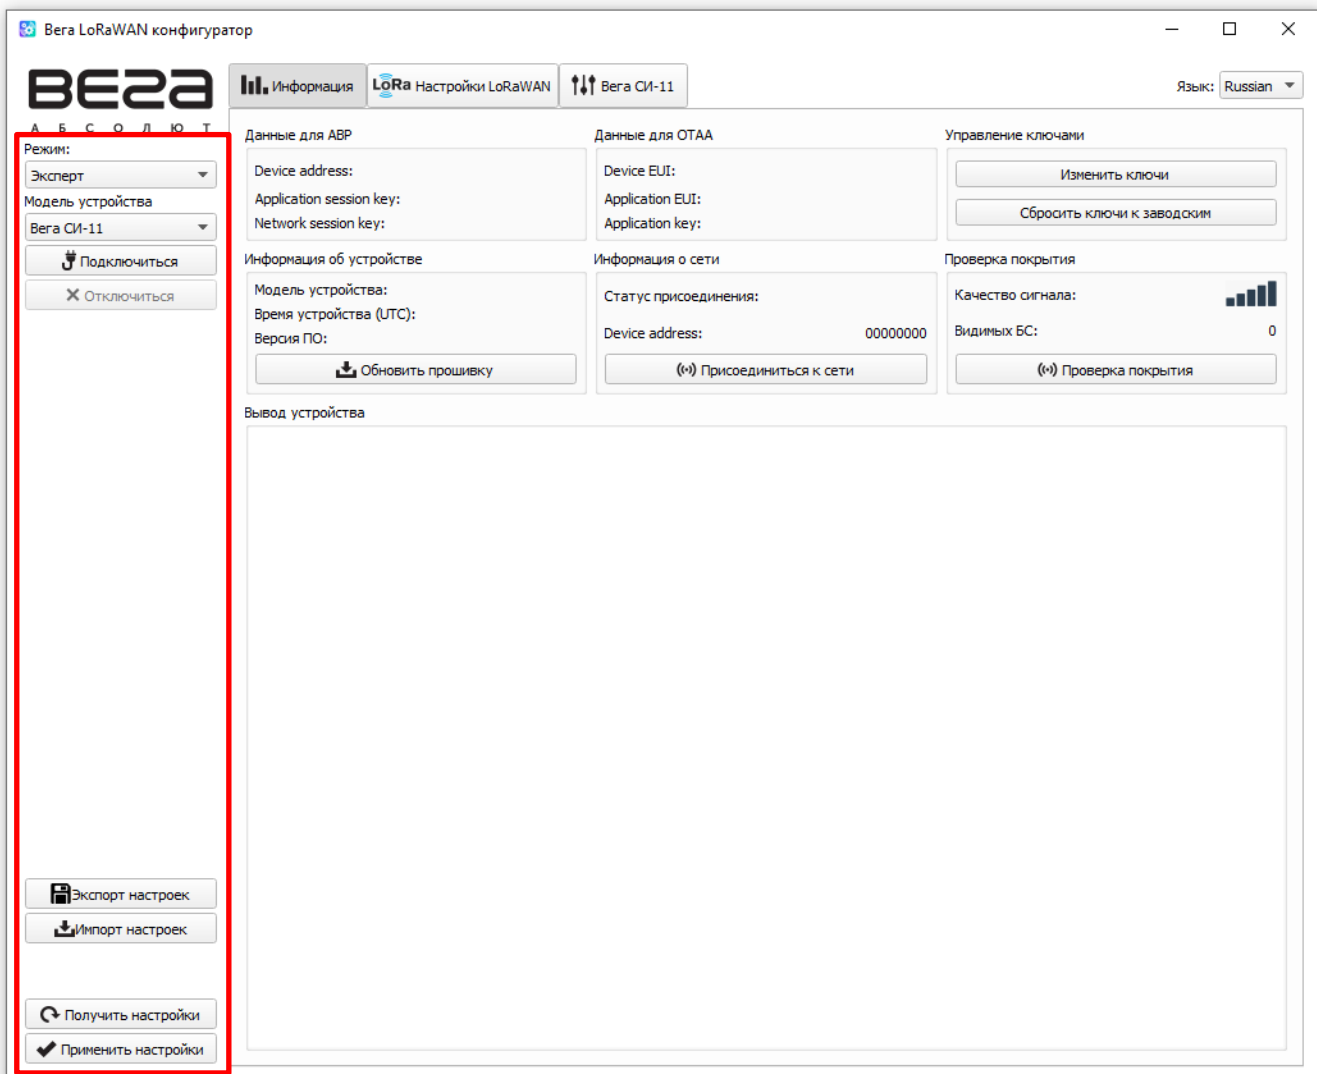 Вега LoRaWAN конфигуратор
ВЕГА
АБСОЛЮТ
Информация
LoRa Настройки LoRaWAN
Вега СИ-11
Язык: Russian
Режим:
Эксперт
Модель устройства
Вега СИ-11
Подключиться
Отключиться
Экспорт настроек
Импорт настроек
Получить настройки
Применить настройки
Данные для ABP
Device address:
Application session key:
Network session key:
Данные для OTAA
Device EUI:
Application EUI:
Application key:
Управление ключами
Изменить ключи
Сбросить ключи к заводским
Информация об устройстве
Модель устройства:
Время устройства (UTC):
Версия ПО:
Обновить прошивку
Информация о сети
Статус присоединения:
Device address: 00000000
Присоединиться к сети
Проверка покрытия
Качество сигнала:
Видимых БС: 0
Проверка покрытия
Вывод устройства